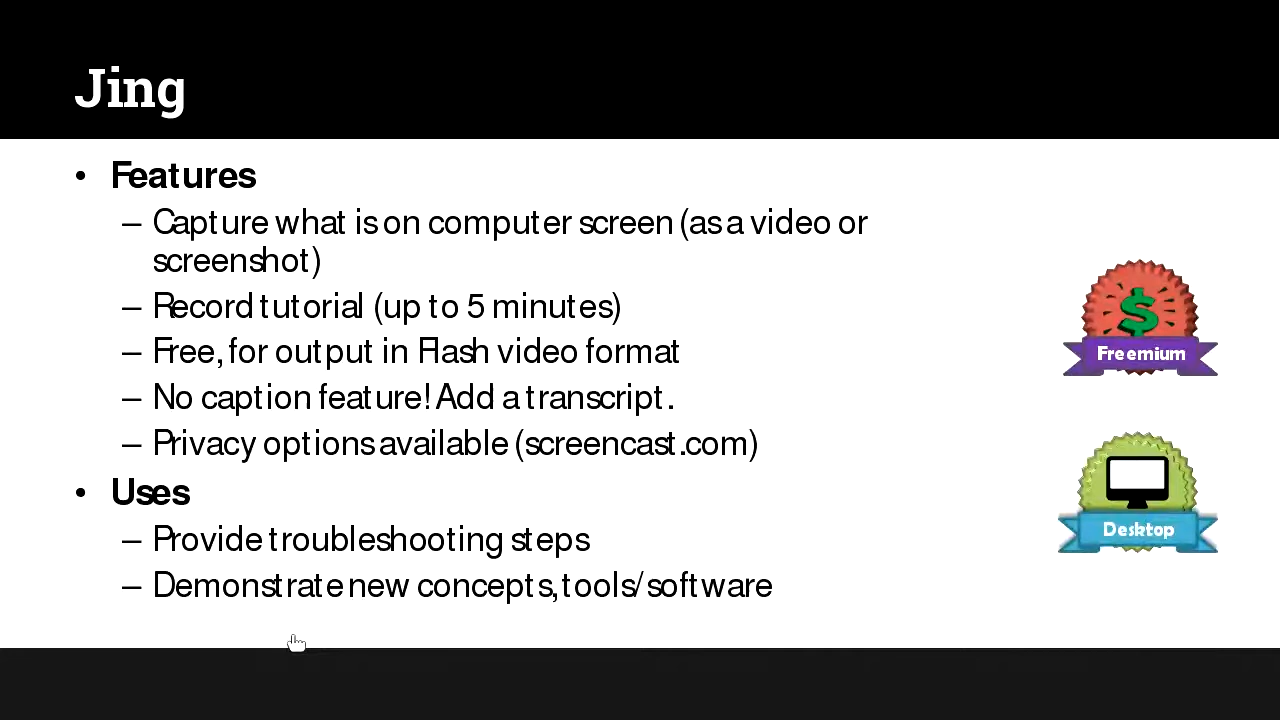 Jing
• Features
– Capture what is on computer screen (as a video or
screenshot)
– Record tutorial (up to 5 minutes)
– Free, for output in Flash video format
– No caption feature! Add a transcript.
– Privacy options available (screencast.com)
• Uses
– Provide troubleshooting steps
– Demonstrate new concepts, tools/software
$
Freemium
Desktop